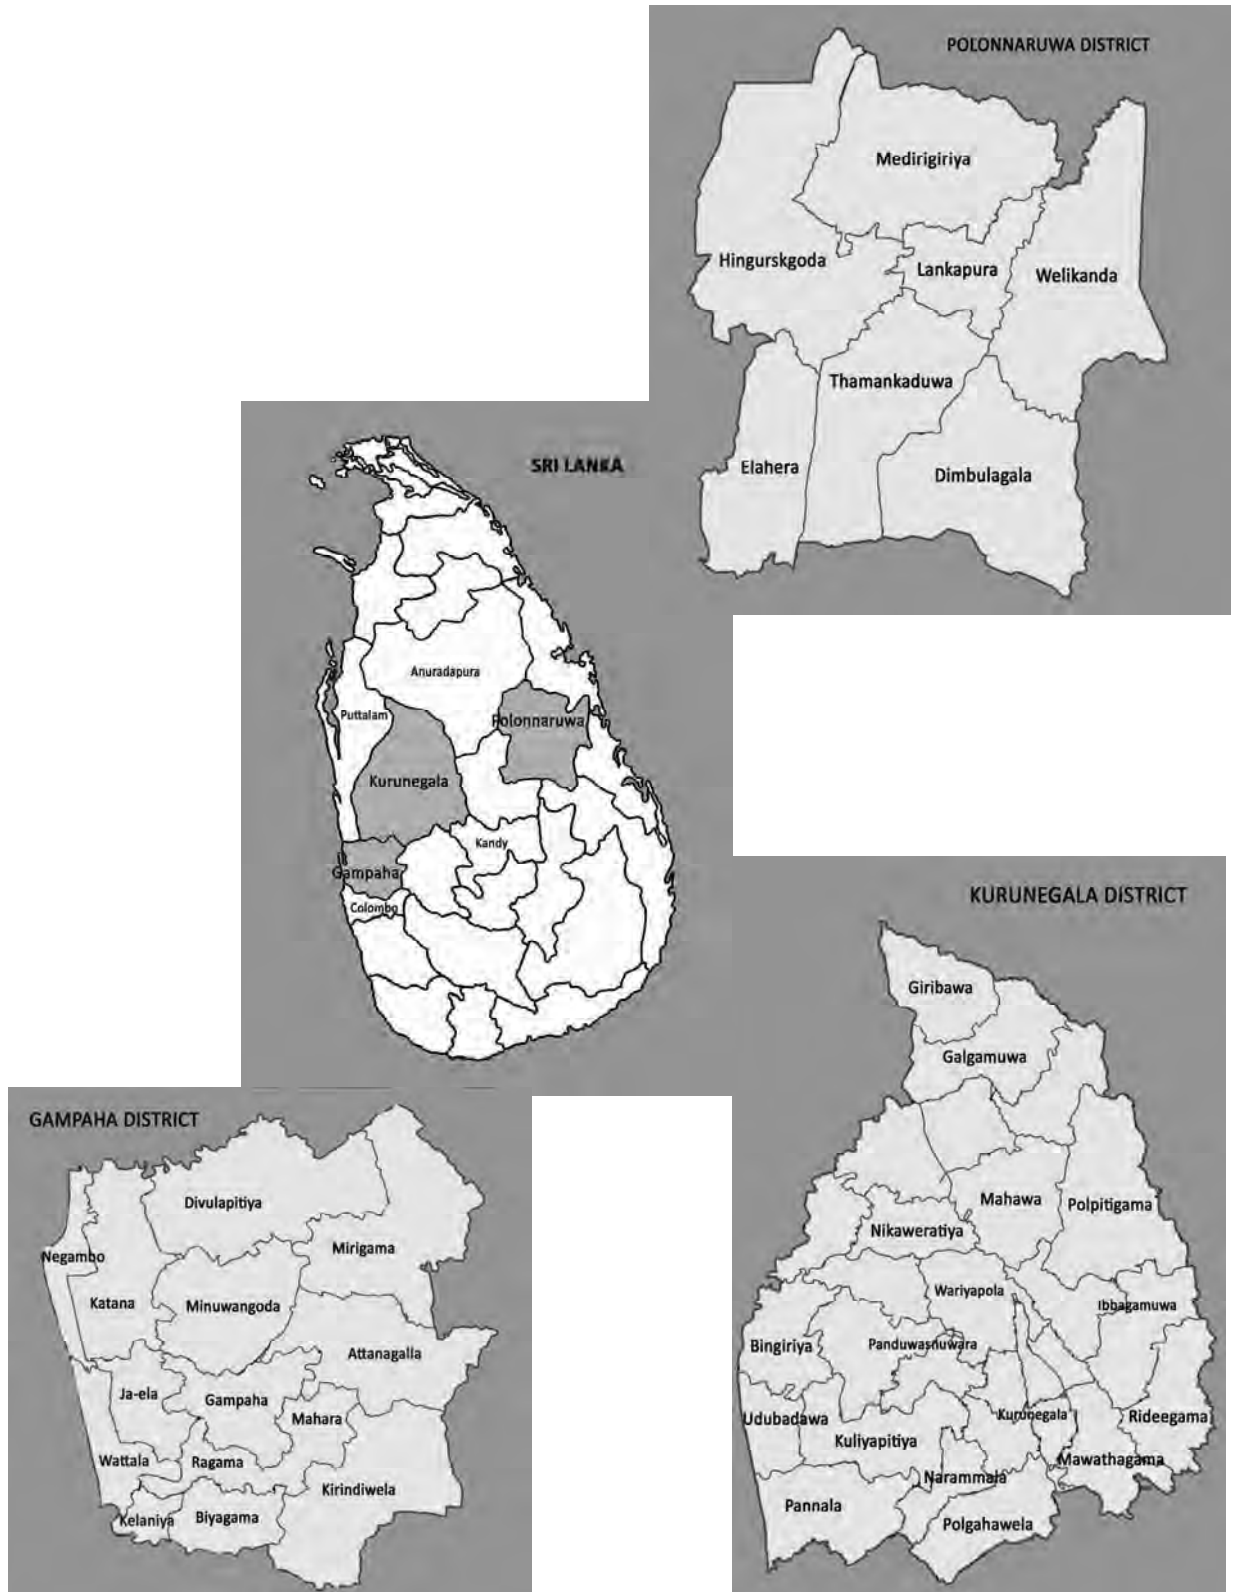 POLONNARUWA DISTRICT
Medirigiriya
Hingurskgoda
Lankapura
Welikanda
Thamankaduwa
Elahera
Dimbulagala
SRI LANKA
Anuradapura
Puttalam
Polonnaruwa
Kurunegala
Kandy
Gampaha
Colombo
KURUNEGALA DISTRICT
Giribawa
Galgamuwa
Mahawa
Polpitigama
Nikaweratiya
Wariyapola
Ibbagamuwa
Bingiriya
Panduwasnuwara
Udubadawa
Kurunegala
Rideegama
Kuliyapitiya
Mawathagama
Narammala
Pannala
Polgahawela
GAMPAHA DISTRICT
Divulapitiya
Negambo
Mirigama
Katana
Minuwangoda
Attanagalla
Ja-ela
Gampaha
Mahara
Wattala
Ragama
Kirindiwela
Kelaniya
Biyagama